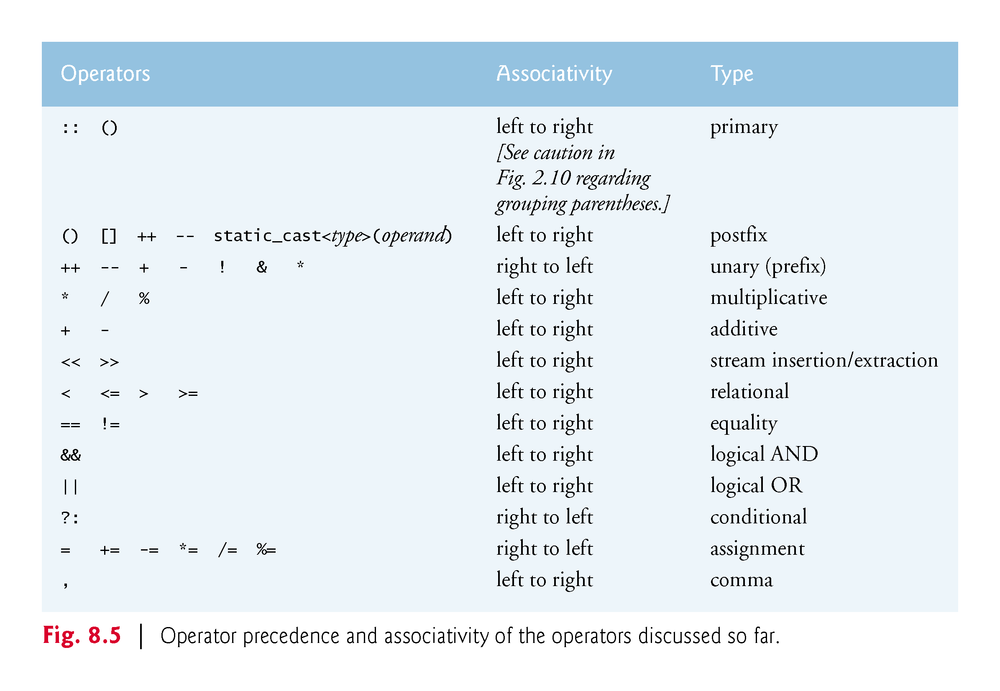 Operators Associativity Type
:: () left to right primary
[See caution in
Fig. 2.10 regarding
grouping parentheses.]
() [] ++ -- static_cast<type>(operand) left to right postfix
++ -- + - ! & * right to left unary (prefix)
* / % left to right multiplicative
+ - left to right additive
<< >> left to right stream insertion/extraction
< <= > >= left to right relational
== != left to right equality
&& left to right logical AND
|| left to right logical OR
?: right to left conditional
= += -= *= /= %= right to left assignment
, left to right comma
Fig. 8.5 | Operator precedence and associativity of the operators discussed so far.